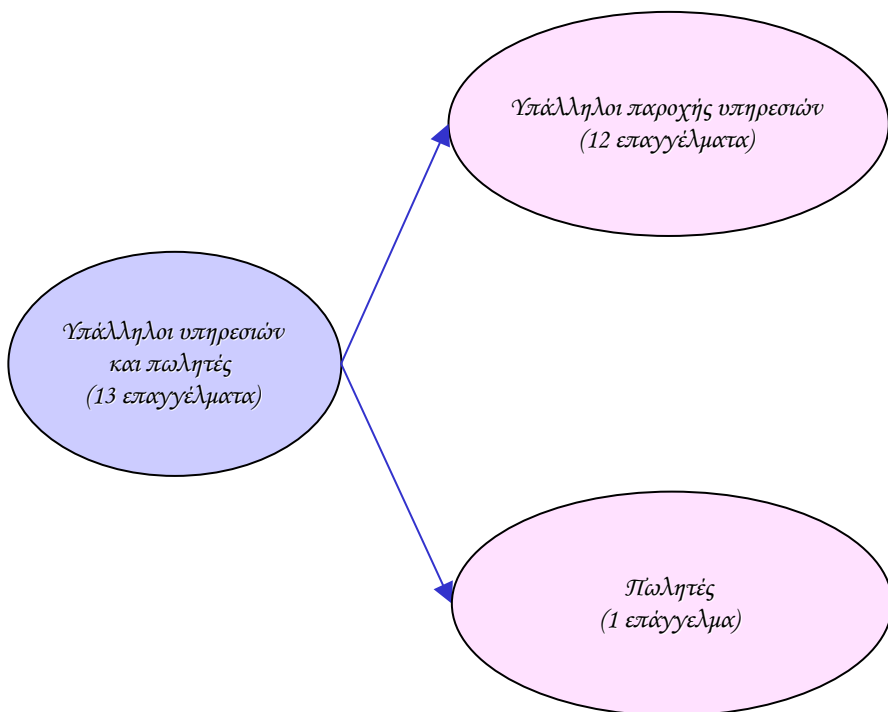 Υπάλληλοι παροχής υπηρεσιών
(12 επαγγέλματα)
Υπάλληλοι υπηρεσιών
και πωλητές
(13 επαγγέλματα)
Πωλητές
(1 επάγγελμα)